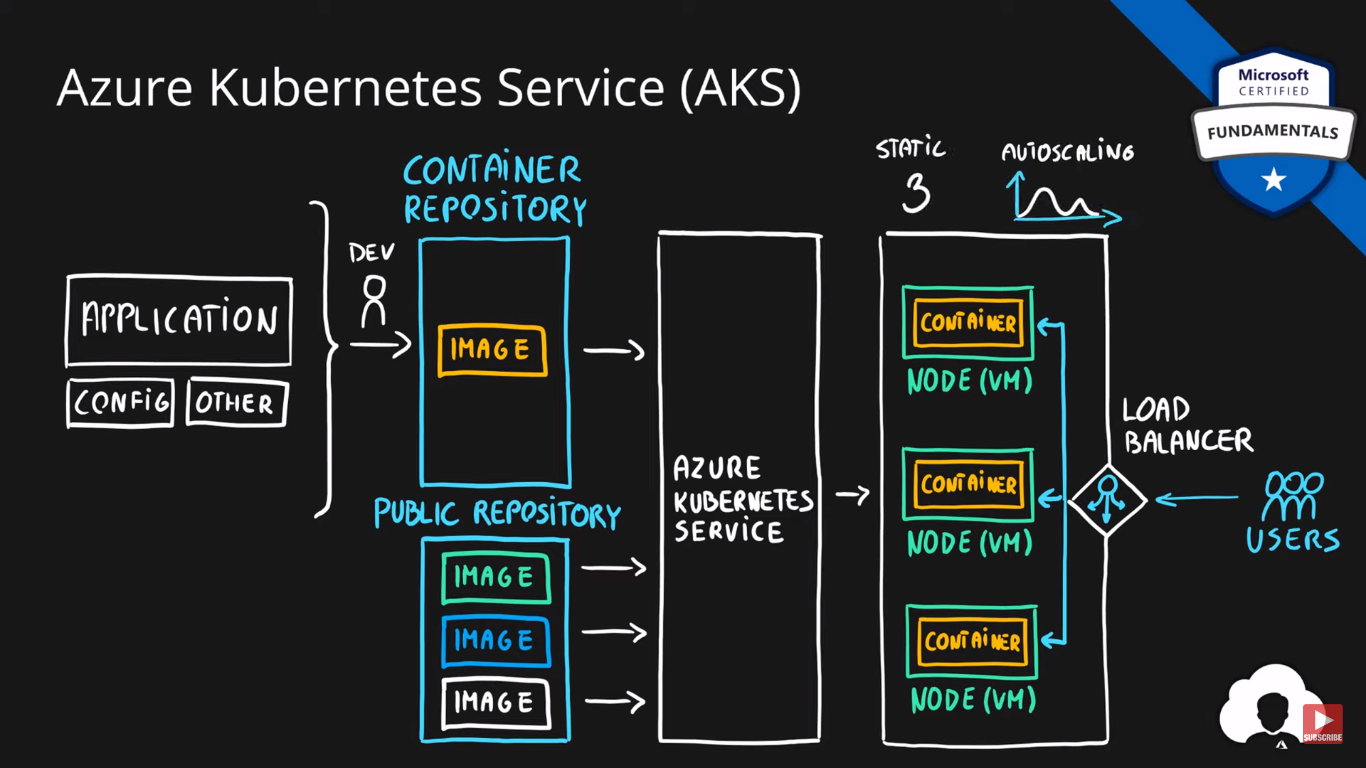 Azure Kubernetes Service (AKS)
Microsoft
CERTIFIED
FUNDAMENTALS
STATIC
3
AUTOSCALING
CONTAINER
REPOSITORY
DEV
APPLICATION
CONFIG
OTHER
IMAGE
PUBLIC REPOSITORY
IMAGE
IMAGE
IMAGE
AZURE
KUBERNETES
SERVICE
CONTAINER
NODE (VM)
CONTAINER
NODE (VM)
CONTAINER
NODE (VM)
LOAD
BALANCER
USERS
SUBSCRIBE